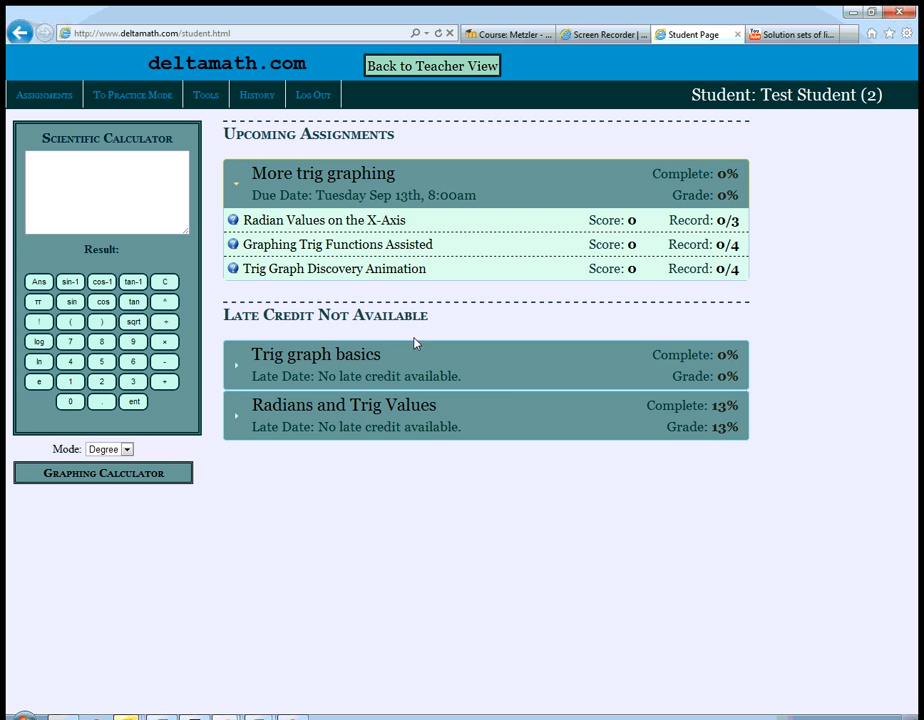 http://www.deltamath.com/student.html
Course: Metzler - ...
Screen Recorder | ...
Student Page
Solution sets of li...
deltamath.com
Back to Teacher View
Assignments
To Practice Mode
Tools
History
Log Out
Student: Test Student (2)
Scientific Calculator
Result:
Ans sin-1 cos-1 tan-1 C
π sin cos tan ^
! ( ) sqrt ÷
log 7 8 9 ×
ln 4 5 6 -
e 1 2 3 +
0 . ent
Mode: Degree
Graphing Calculator
Upcoming Assignments
More trig graphing Complete: 0%
Due Date: Tuesday Sep 13th, 8:00am Grade: 0%
Radian Values on the X-Axis Score: 0 Record: 0/3
Graphing Trig Functions Assisted Score: 0 Record: 0/4
Trig Graph Discovery Animation Score: 0 Record: 0/4
Late Credit Not Available
Trig graph basics Complete: 0%
Late Date: No late credit available. Grade: 0%
Radians and Trig Values Complete: 13%
Late Date: No late credit available. Grade: 13%